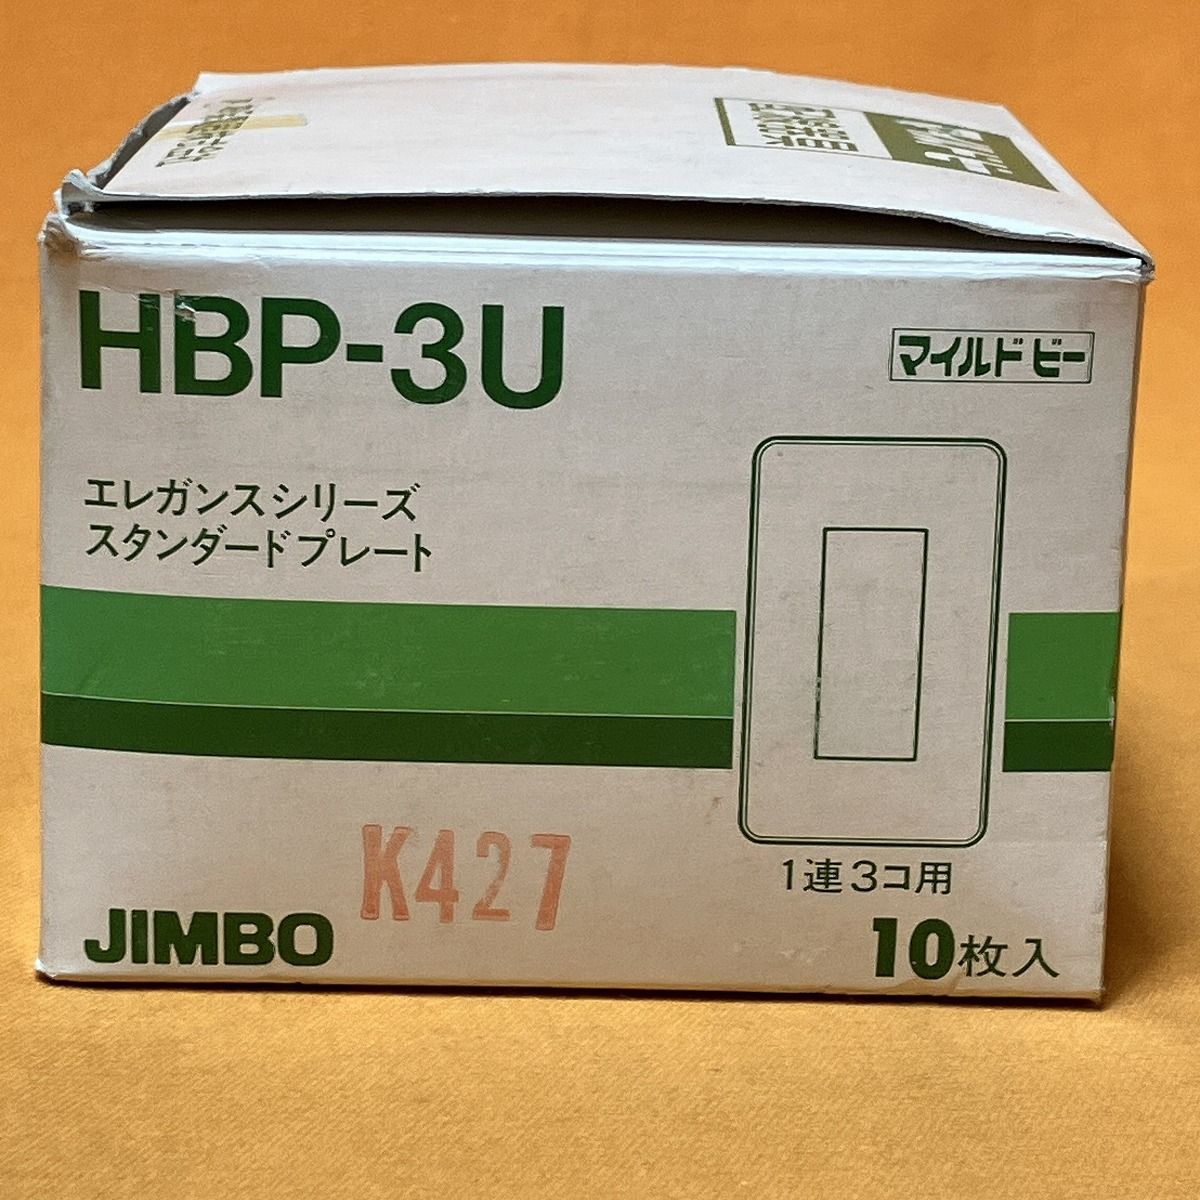 HBP-3U
マイルドビー
エレガンスシリーズ
スタンダードプレート
1連3コ用
K427
JIMBO
10枚入